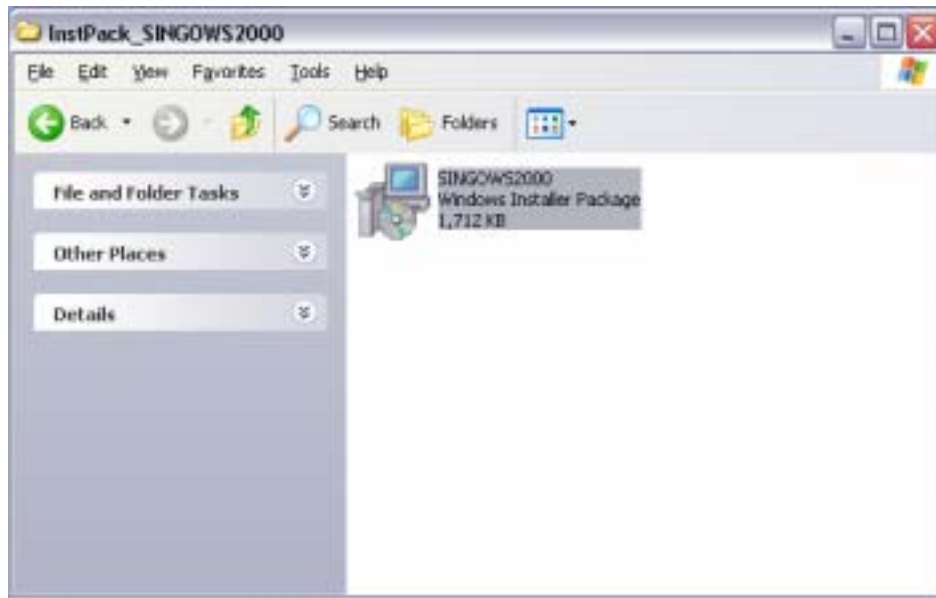 InstPack_SINGOWS2000
File Edit View Favorites Tools Help
Back Search Folders
File and Folder Tasks
Other Places
Details
SINGOWS2000
Windows Installer Package
1,712 KB